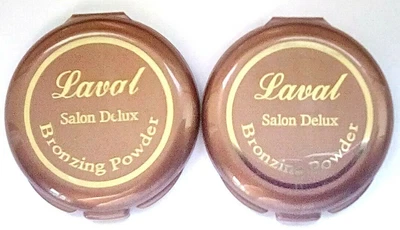 Laval
Salon Delux
Bronzing Powder
Laval
Salon Delux
Bronzing Powder